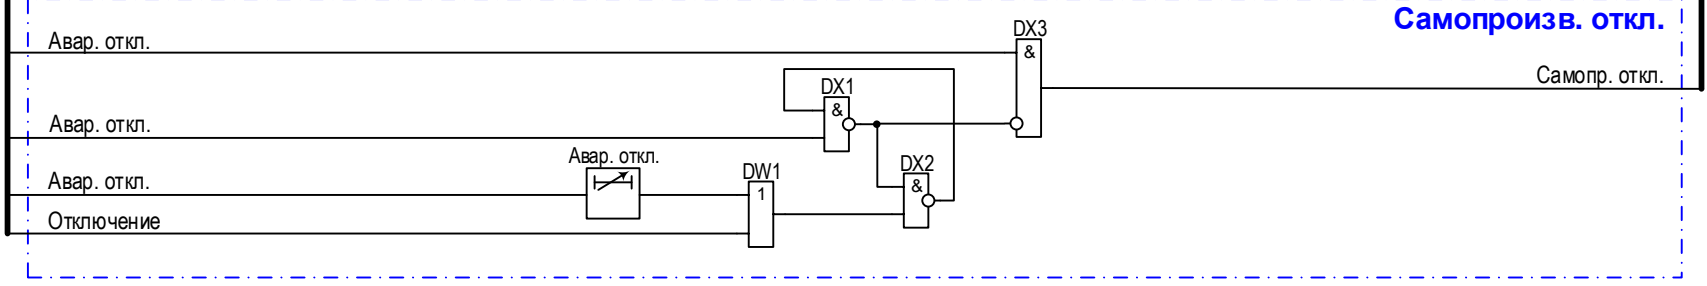 Самопроизв. откл.
Авар. откл.
DX3
&
Самопр. откл.
DX1
&
Авар. откл.
Авар. откл.
DW1
DX2
Авар. откл.
1
&
Отключение